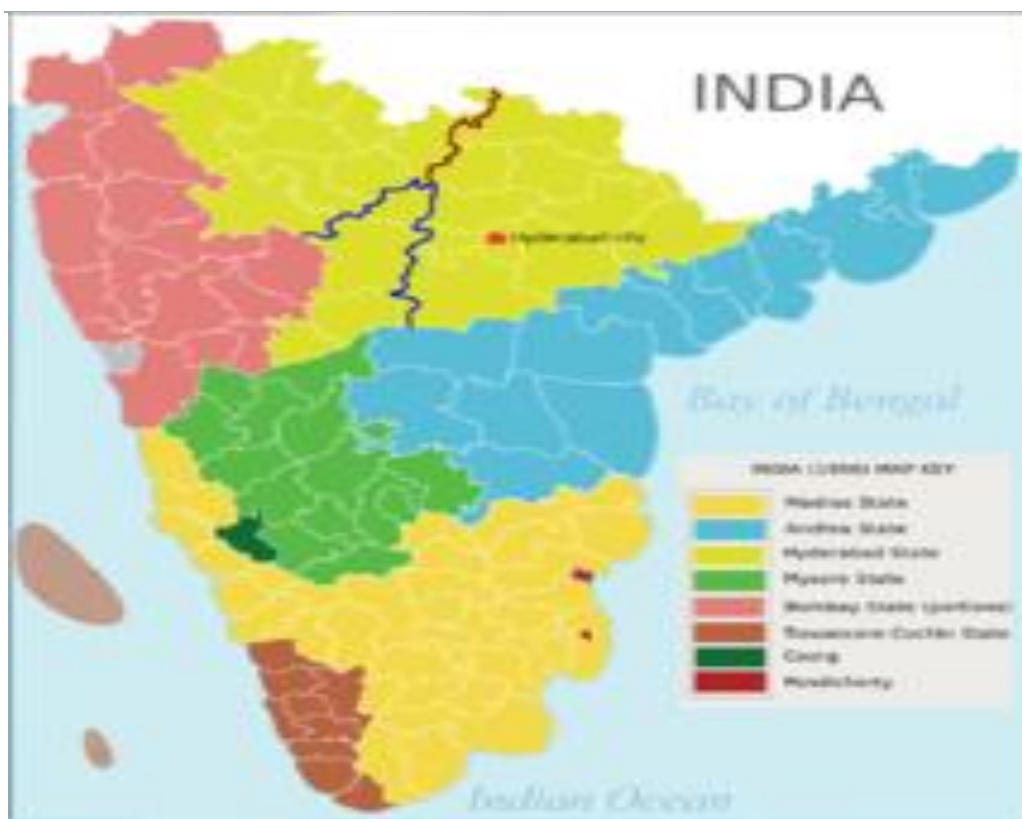 INDIA
Hyderabad city
Bay of Bengal
INDIA (1956) MAP KEY
Madras State
Andhra State
Hyderabad State
Mysore State
Bombay State (portions)
Travancore-Cochin State
Coorg
Pondicherry
Indian Ocean